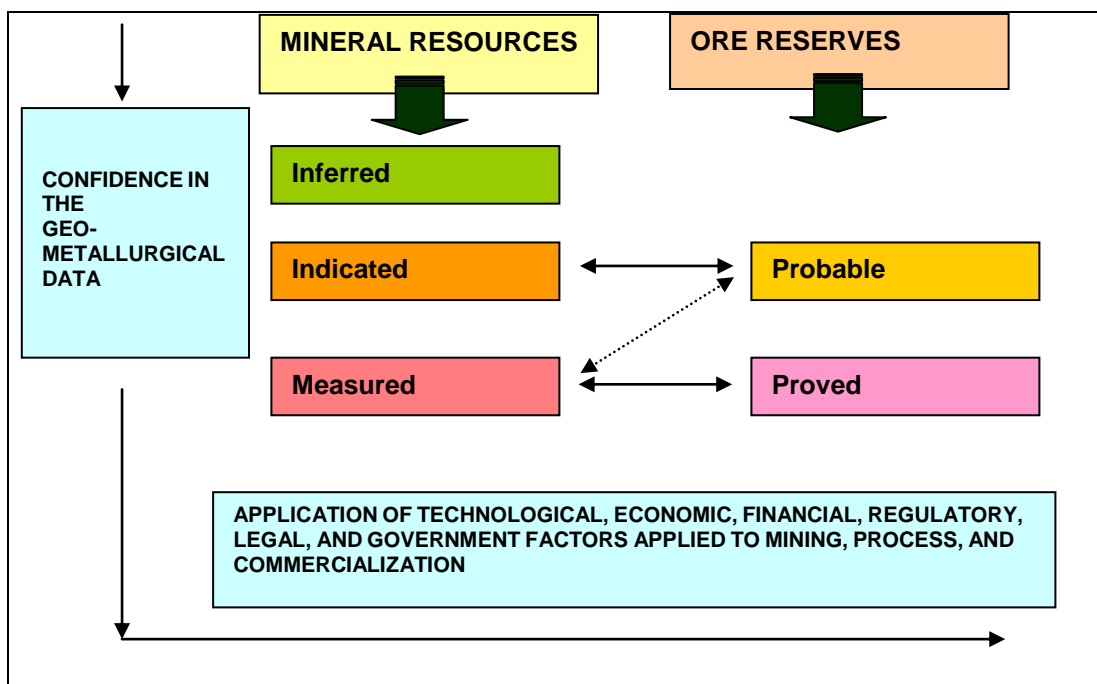 MINERAL RESOURCES
ORE RESERVES
CONFIDENCE IN
THE
GEO-
METALLURGICAL
DATA
Inferred
Indicated
Probable
Measured
Proved
APPLICATION OF TECHNOLOGICAL, ECONOMIC, FINANCIAL, REGULATORY,
LEGAL, AND GOVERNMENT FACTORS APPLIED TO MINING, PROCESS, AND
COMMERCIALIZATION